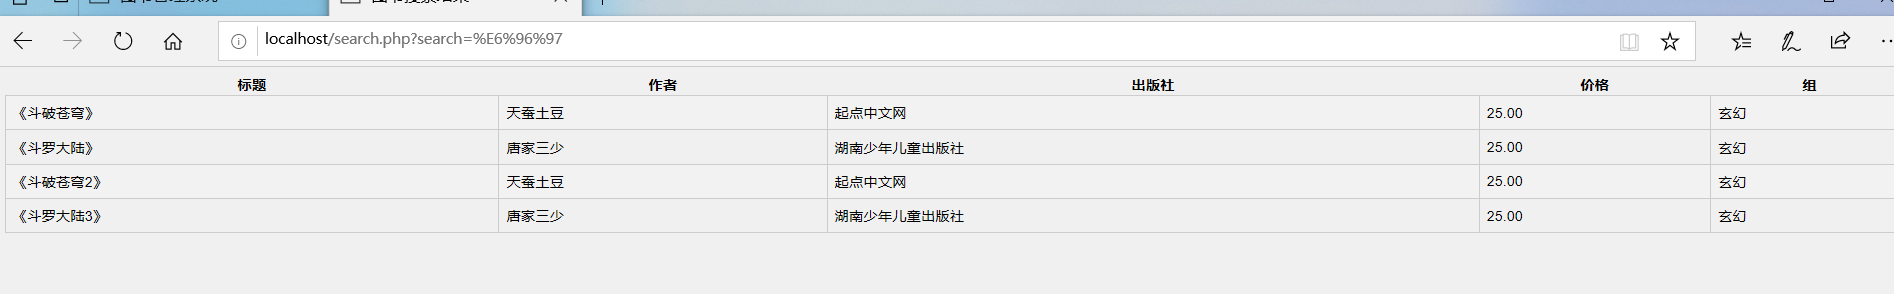 localhost/search.php?search=%E6%96%97
标题 作者 出版社 价格 组
《斗破苍穹》 天蚕土豆 起点中文网 25.00 玄幻
《斗罗大陆》 唐家三少 湖南少年儿童出版社 25.00 玄幻
《斗破苍穹2》 天蚕土豆 起点中文网 25.00 玄幻
《斗罗大陆3》 唐家三少 湖南少年儿童出版社 25.00 玄幻